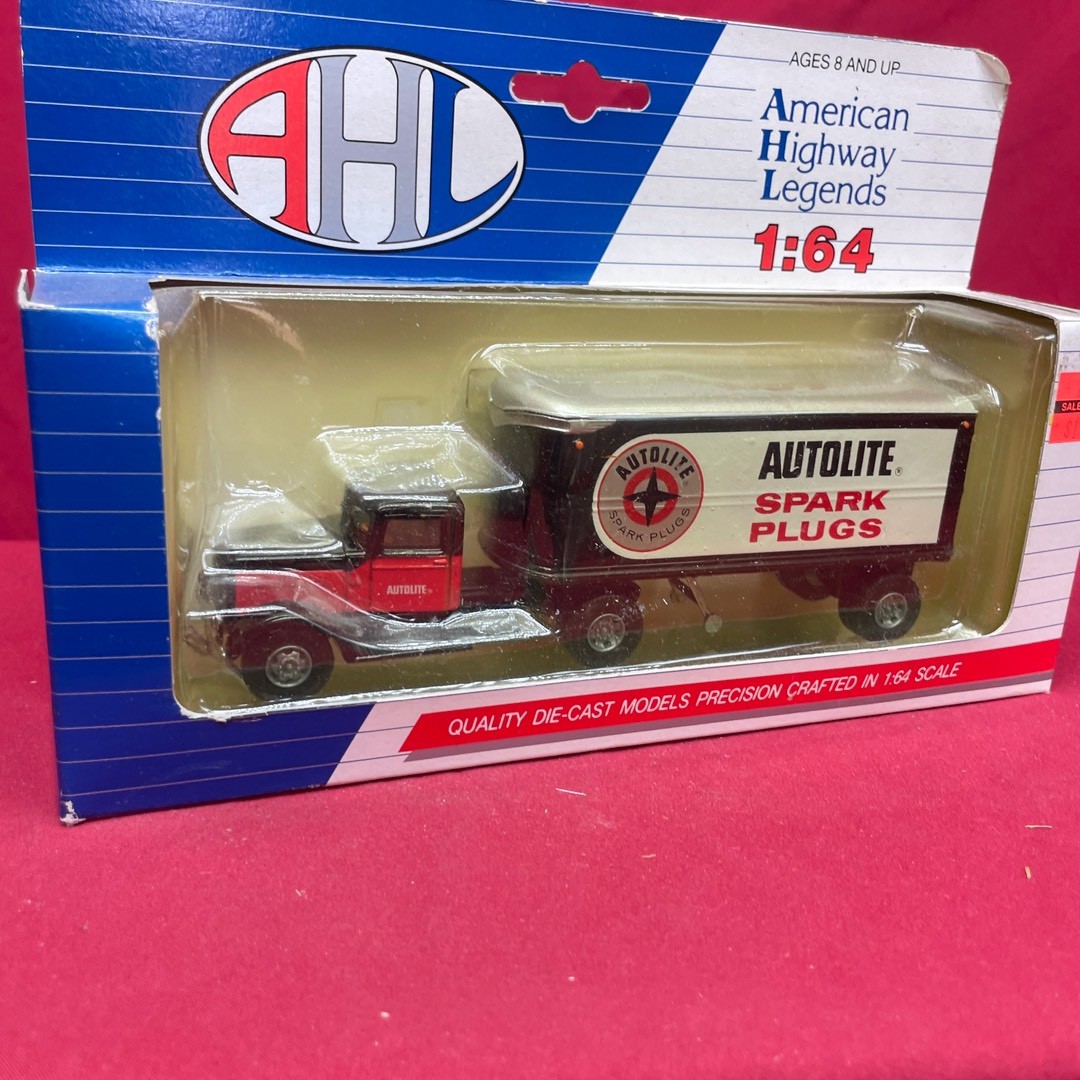 AHL
AGES 8 AND UP
American
Highway
Legends
1:64
SALE
AUTOLITE
SPARK PLUGS
AUTOLITE®
SPARK
PLUGS
AUTOLITE®
QUALITY DIE-CAST MODELS PRECISION CRAFTED IN 1:64 SCALE